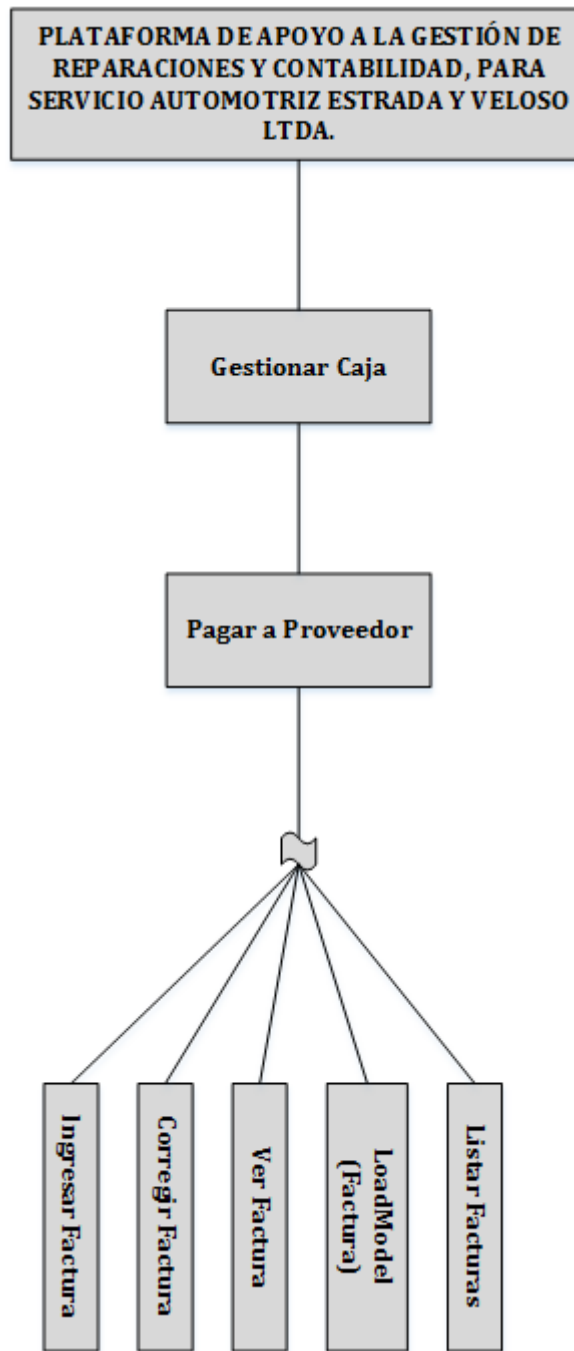 PLATAFORMA DE APOYO A LA GESTIÓN DE
REPARACIONES Y CONTABILIDAD, PARA
SERVICIO AUTOMOTRIZ ESTRADA Y VELOSO
LTDA.
Gestionar Caja
Pagar a Proveedor
Ingresar Factura
Corregir Factura
Ver Factura
LoadModel
(Factura)
Listar Facturas